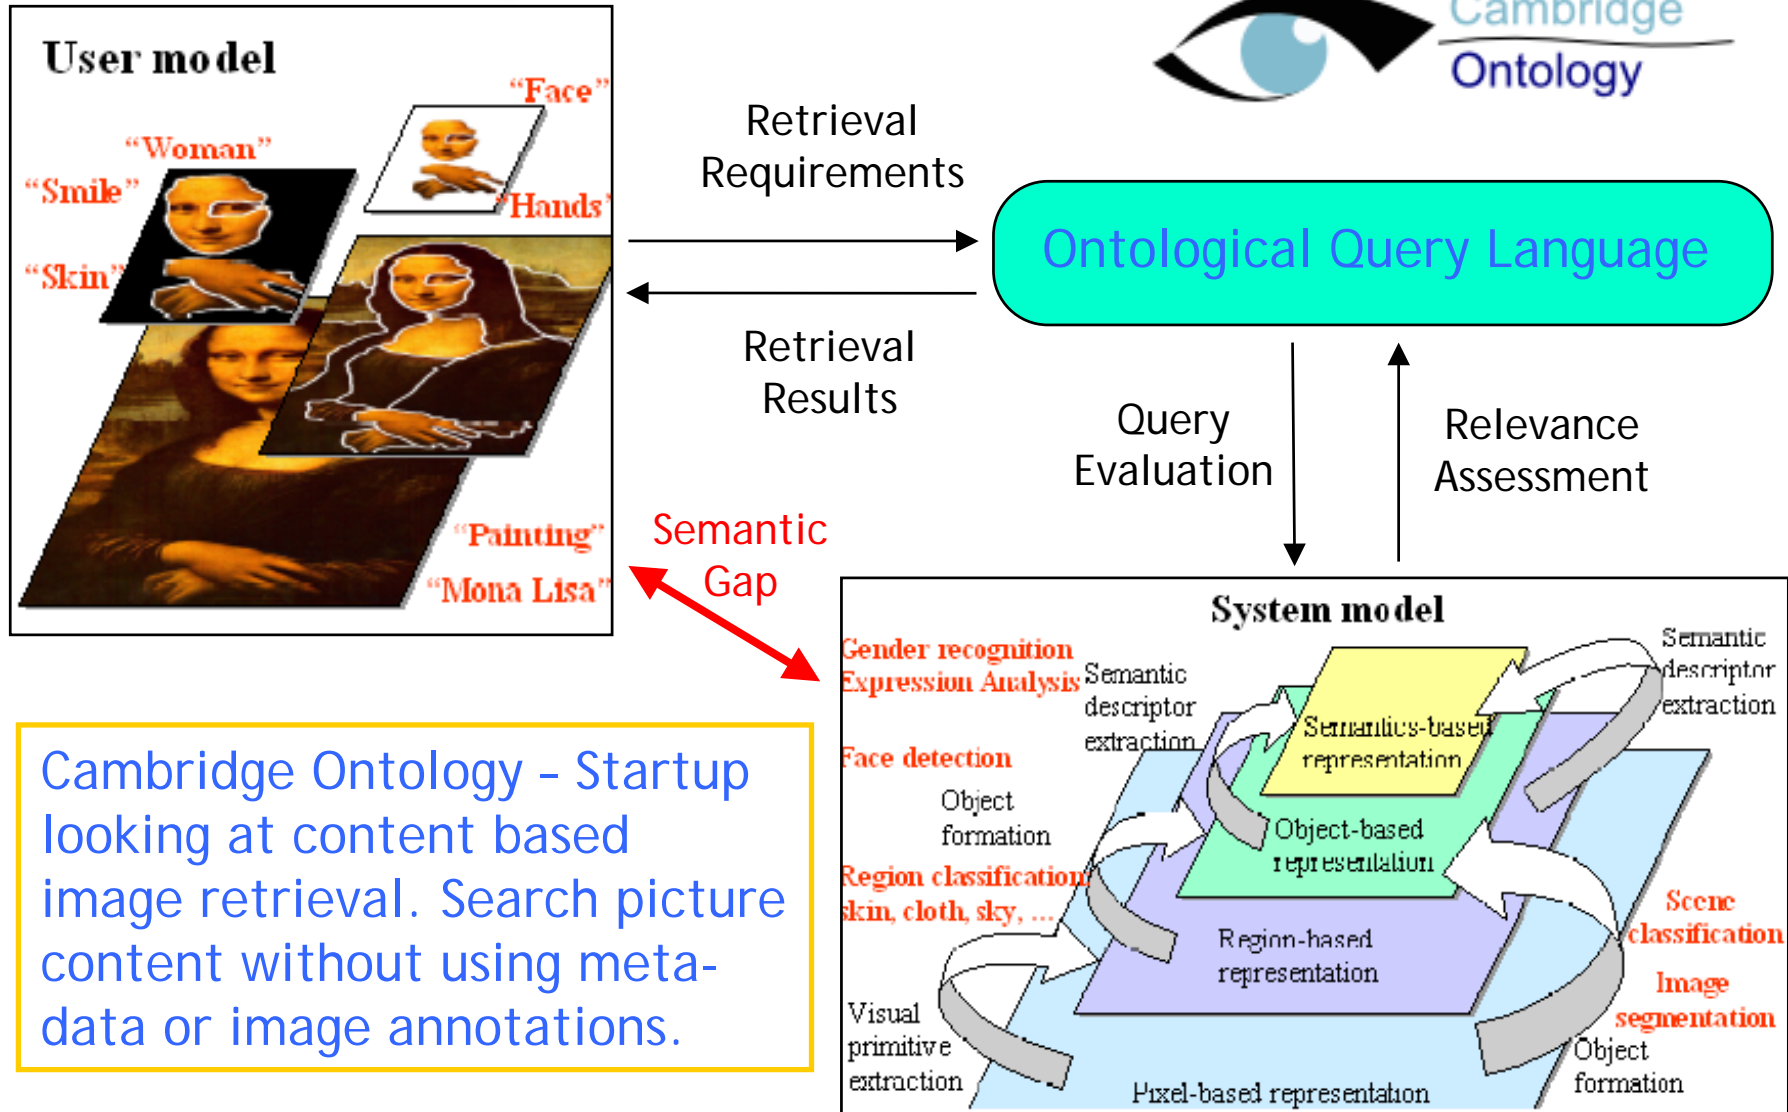 Cambridge
Ontology
User model
"Face"
"Woman"
"Smile"
"Hands"
"Skin"
"Painting"
"Mona Lisa"
Retrieval
Requirements
Ontological Query Language
Retrieval
Results
Query
Evaluation
Relevance
Assessment
Semantic
Gap
Cambridge Ontology – Startup
looking at content based
image retrieval. Search picture
content without using meta-
data or image annotations.
System model
Gender recognition
Expression Analysis
Semantic
descriptor
extraction
Semantic
descriptor
extraction
Semantics-based
representation
Face detection
Object
formation
Object-based
representation
Region classification
skin, cloth, sky, ...
Region-based
representation
Scene
classification
Image
segmentation
Visual
primitive
extraction
Object
formation
Pixel-based representation